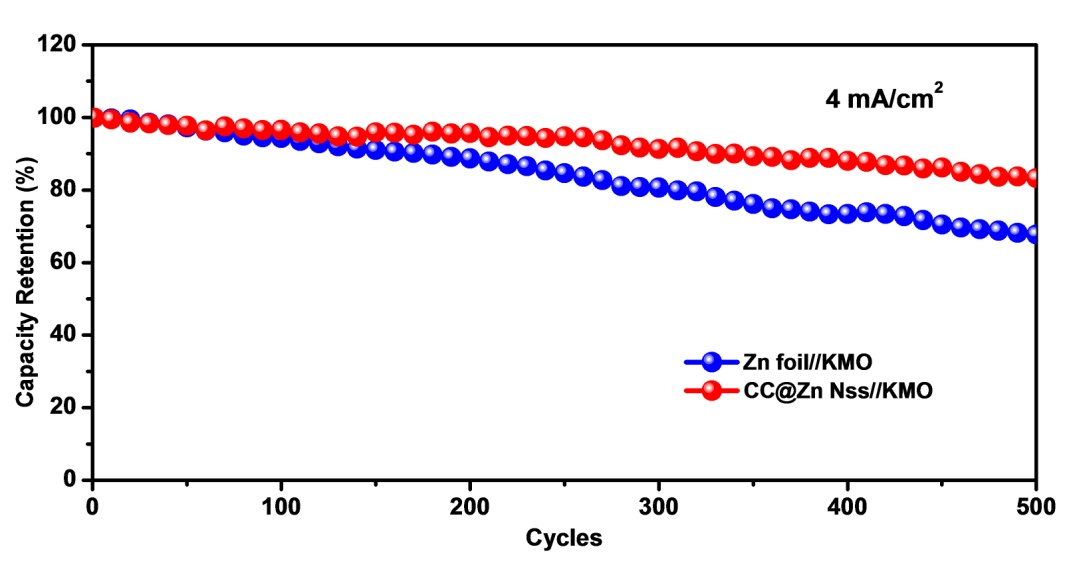 120
100
80
60
40
20
0
Capacity Retention (%)
4 mA/cm²
Zn foil//KMO
CC@Zn Nss//KMO
0 100 200 300 400 500
Cycles